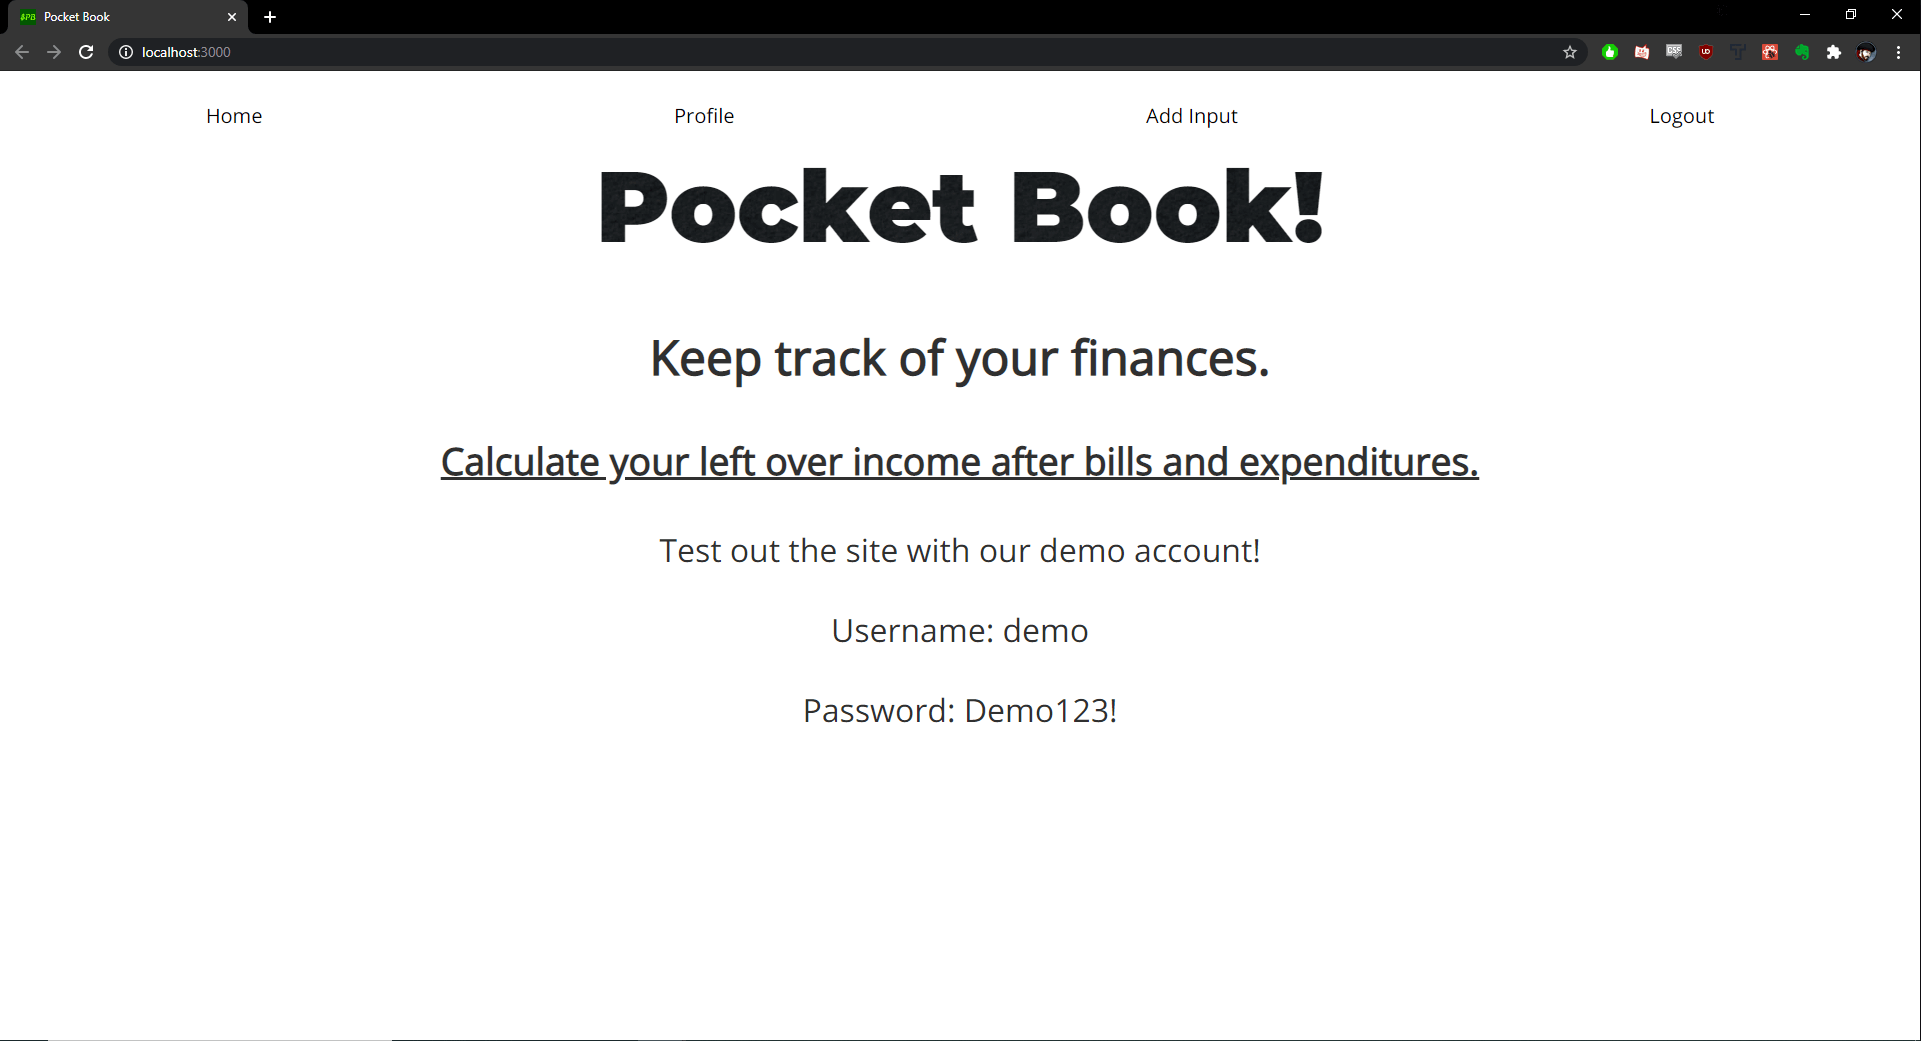 $PB Pocket Book
localhost:3000
Home Profile Add Input Logout
Pocket Book!
Keep track of your finances.
Calculate your left over income after bills and expenditures.
Test out the site with our demo account!
Username: demo
Password: Demo123!